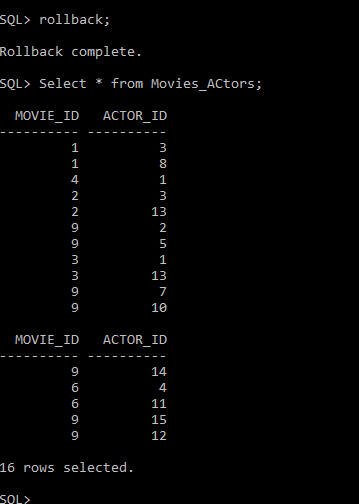 SQL> rollback;
Rollback complete.
SQL> Select * from Movies_ACtors;
  MOVIE_ID   ACTOR_ID
---------- ----------
         1          3
         1          8
         4          1
         2          3
         2         13
         9          2
         9          5
         3          1
         3         13
         9          7
         9         10
  MOVIE_ID   ACTOR_ID
---------- ----------
         9         14
         6          4
         6         11
         9         15
         9         12
16 rows selected.
SQL>